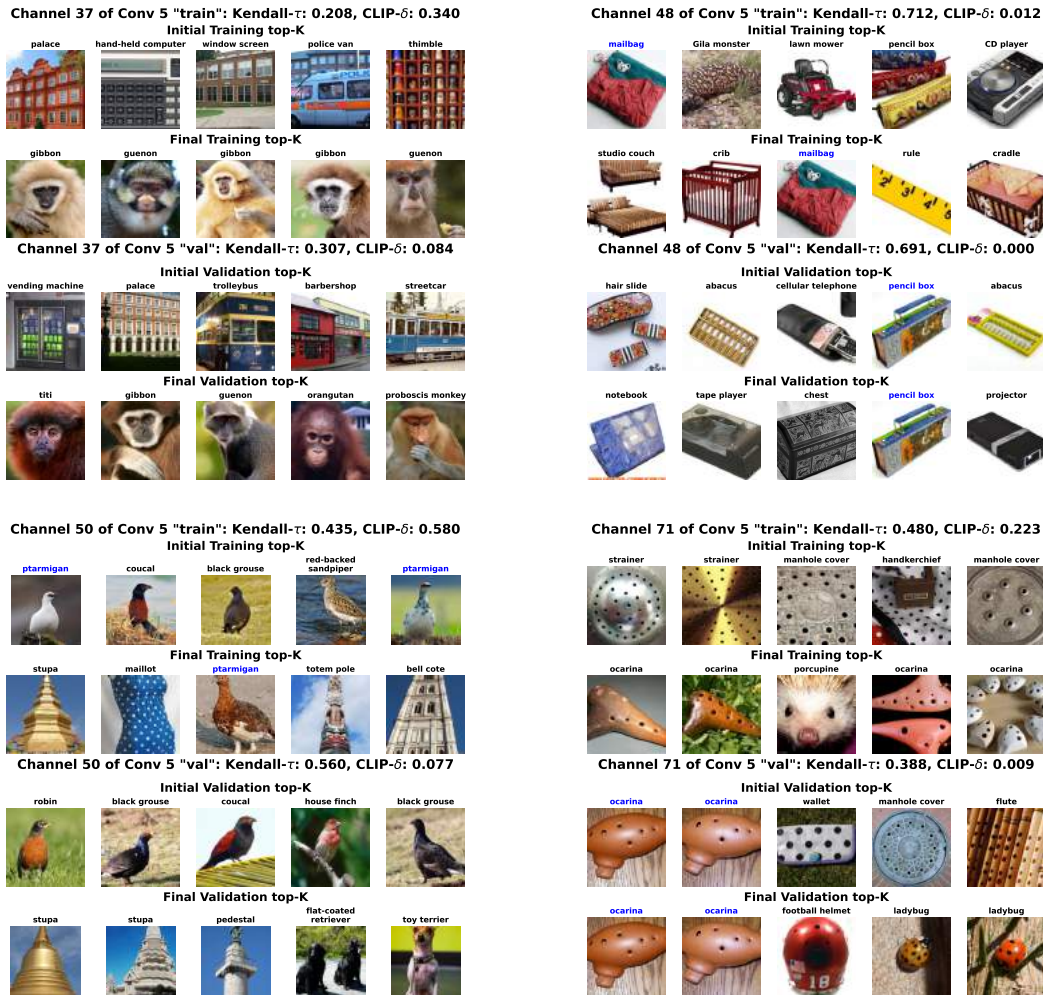 Channel 37 of Conv 5 "train": Kendall-τ: 0.208, CLIP-δ: 0.340
Initial Training top-K
palace hand-held computer window screen police van thimble
Final Training top-K
gibbon guenon gibbon gibbon guenon
Channel 37 of Conv 5 "val": Kendall-τ: 0.307, CLIP-δ: 0.084
Initial Validation top-K
vending machine palace trolleybus barbershop streetcar
Final Validation top-K
titi gibbon guenon orangutan proboscis monkey
Channel 48 of Conv 5 "train": Kendall-τ: 0.712, CLIP-δ: 0.012
Initial Training top-K
mailbag Gila monster lawn mower pencil box CD player
Final Training top-K
studio couch crib mailbag rule cradle
2 3 4 5
Channel 48 of Conv 5 "val": Kendall-τ: 0.691, CLIP-δ: 0.000
Initial Validation top-K
hair slide abacus cellular telephone pencil box abacus
Final Validation top-K
notebook tape player chest pencil box projector
Channel 50 of Conv 5 "train": Kendall-τ: 0.435, CLIP-δ: 0.580
Initial Training top-K
ptarmigan coucal black grouse red-backed sandpiper ptarmigan
Final Training top-K
stupa maillot ptarmigan totem pole bell cote
Channel 50 of Conv 5 "val": Kendall-τ: 0.560, CLIP-δ: 0.077
Initial Validation top-K
robin black grouse coucal house finch black grouse
Final Validation top-K
stupa stupa pedestal flat-coated retriever toy terrier
Channel 71 of Conv 5 "train": Kendall-τ: 0.480, CLIP-δ: 0.223
Initial Training top-K
strainer strainer manhole cover handkerchief manhole cover
Final Training top-K
ocarina ocarina porcupine ocarina ocarina
Channel 71 of Conv 5 "val": Kendall-τ: 0.388, CLIP-δ: 0.009
Initial Validation top-K
ocarina ocarina wallet manhole cover flute
Final Validation top-K
ocarina ocarina football helmet ladybug ladybug
18